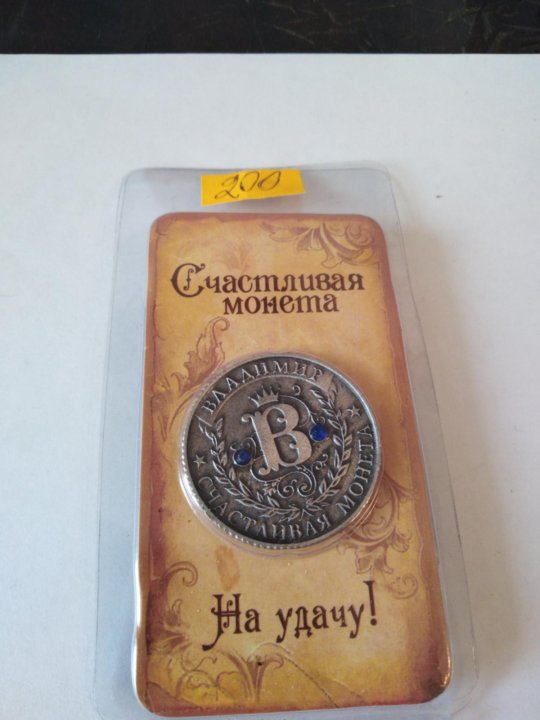 200
Счастливая
монета
ВЛАДИМИР
В
СЧАСТЛИВАЯ МОНЕТА
На удачу!